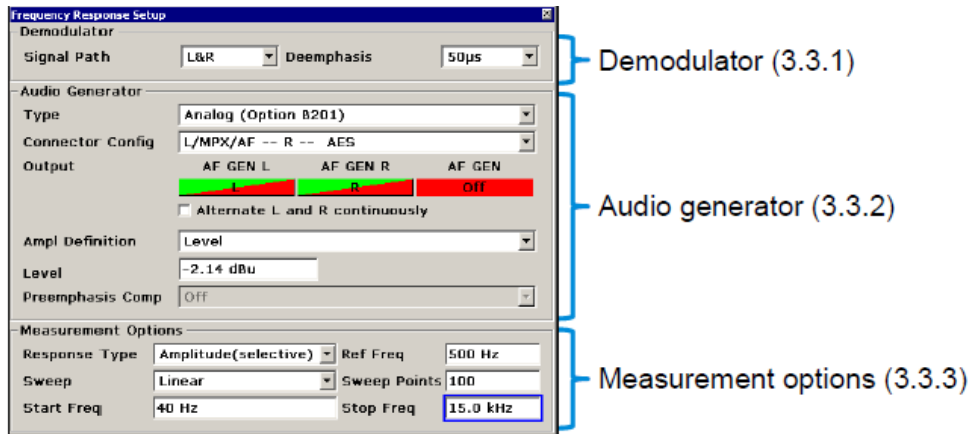 Frequency Response Setup
Demodulator
Signal Path L&R Deemphasis 50µs
Demodulator (3.3.1)
Audio Generator
Type Analog (Option B201)
Connector Config L/MPX/AF -- R -- AES
Output AF GEN L AF GEN R AF GEN
L R Off
Alternate L and R continuously
Audio generator (3.3.2)
Ampl Definition Level
Level -2.14 dBu
Preemphasis Comp Off
Measurement Options
Response Type Amplitude(selective) Ref Freq 500 Hz
Sweep Linear Sweep Points 100
Measurement options (3.3.3)
Start Freq 40 Hz Stop Freq 15.0 kHz